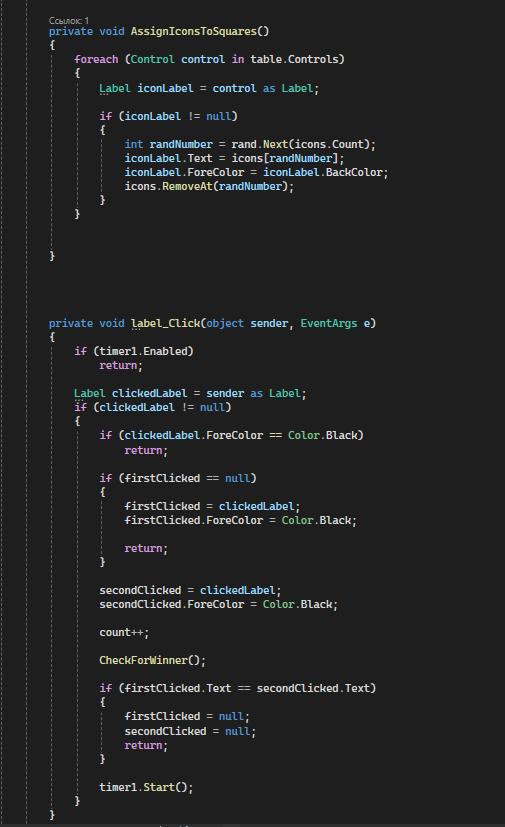 Ссылок: 1
private void AssignIconsToSquares()
{
foreach (Control control in table.Controls)
{
Label iconLabel = control as Label;
if (iconLabel != null)
{
int randNumber = rand.Next(icons.Count);
iconLabel.Text = icons[randNumber];
iconLabel.ForeColor = iconLabel.BackColor;
icons.RemoveAt(randNumber);
}
}
}
private void label_Click(object sender, EventArgs e)
{
if (timer1.Enabled)
return;
Label clickedLabel = sender as Label;
if (clickedLabel != null)
{
if (clickedLabel.ForeColor == Color.Black)
return;
if (firstClicked == null)
{
firstClicked = clickedLabel;
firstClicked.ForeColor = Color.Black;
return;
}
secondClicked = clickedLabel;
secondClicked.ForeColor = Color.Black;
count++;
CheckForWinner();
if (firstClicked.Text == secondClicked.Text)
{
firstClicked = null;
secondClicked = null;
return;
}
timer1.Start();
}
}